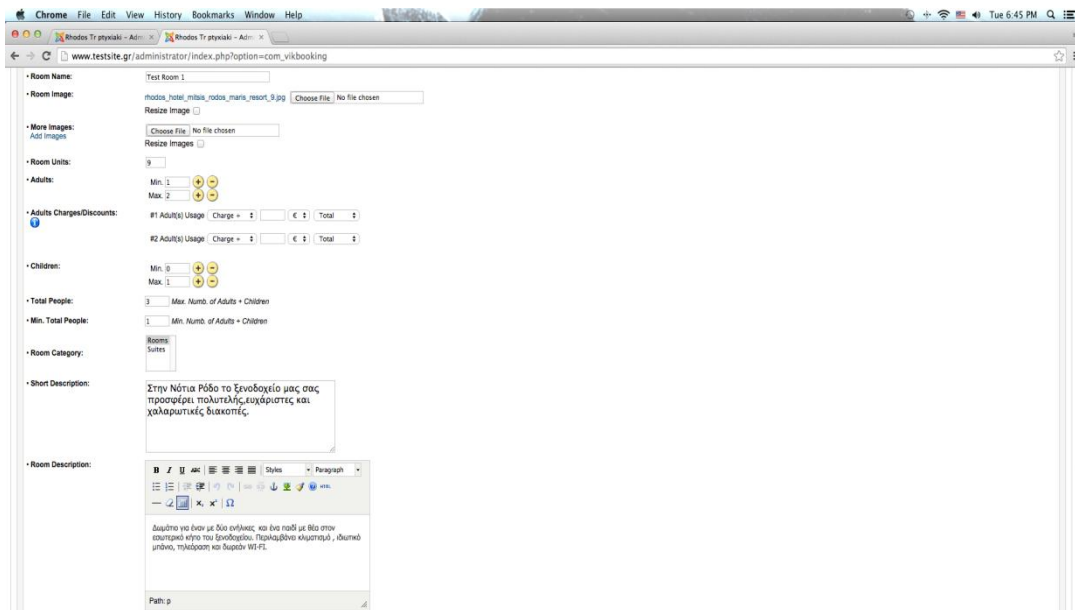 Chrome File Edit View History Bookmarks Window Help Tue 6:45 PM
Rhodos Tr ptyxiaki - Adm × Rhodos Tr ptyxiaki - Adm ×
www.testsite.gr/administrator/index.php?option=com_vikbooking
• Room Name: Test Room 1
• Room Image: rhodos_hotel_mitsis_rodos_maris_resort_9.jpg Choose File No file chosen
Resize Image
• More Images: Choose File No file chosen
Add Images
Resize Images
• Room Units: 9
• Adults: Min. 1
Max. 2
• Adults Charges/Discounts: #1 Adult(s) Usage Charge + € Total
#2 Adult(s) Usage Charge + € Total
• Children: Min. 0
Max. 1
• Total People: 3 Max. Numb. of Adults + Children
• Min. Total People: 1 Min. Numb. of Adults + Children
• Room Category: Rooms
Suites
• Short Description: Στην Νότια Ρόδο το ξενοδοχείο μας σας
προσφέρει πολυτελής,ευχάριστες και
χαλαρωτικές διακοπές.
• Room Description: B I U ABC Styles Paragraph
HTML
Δωμάτιο για έναν με δύο ενήλικες και ένα παιδί με θέα στον
εσωτερικό κήπο του ξενοδοχείου. Περιλαμβάνει κλιματισμό , ιδιωτικό
μπάνιο, τηλεόραση και δωρεάν WI-FI.
Path: p